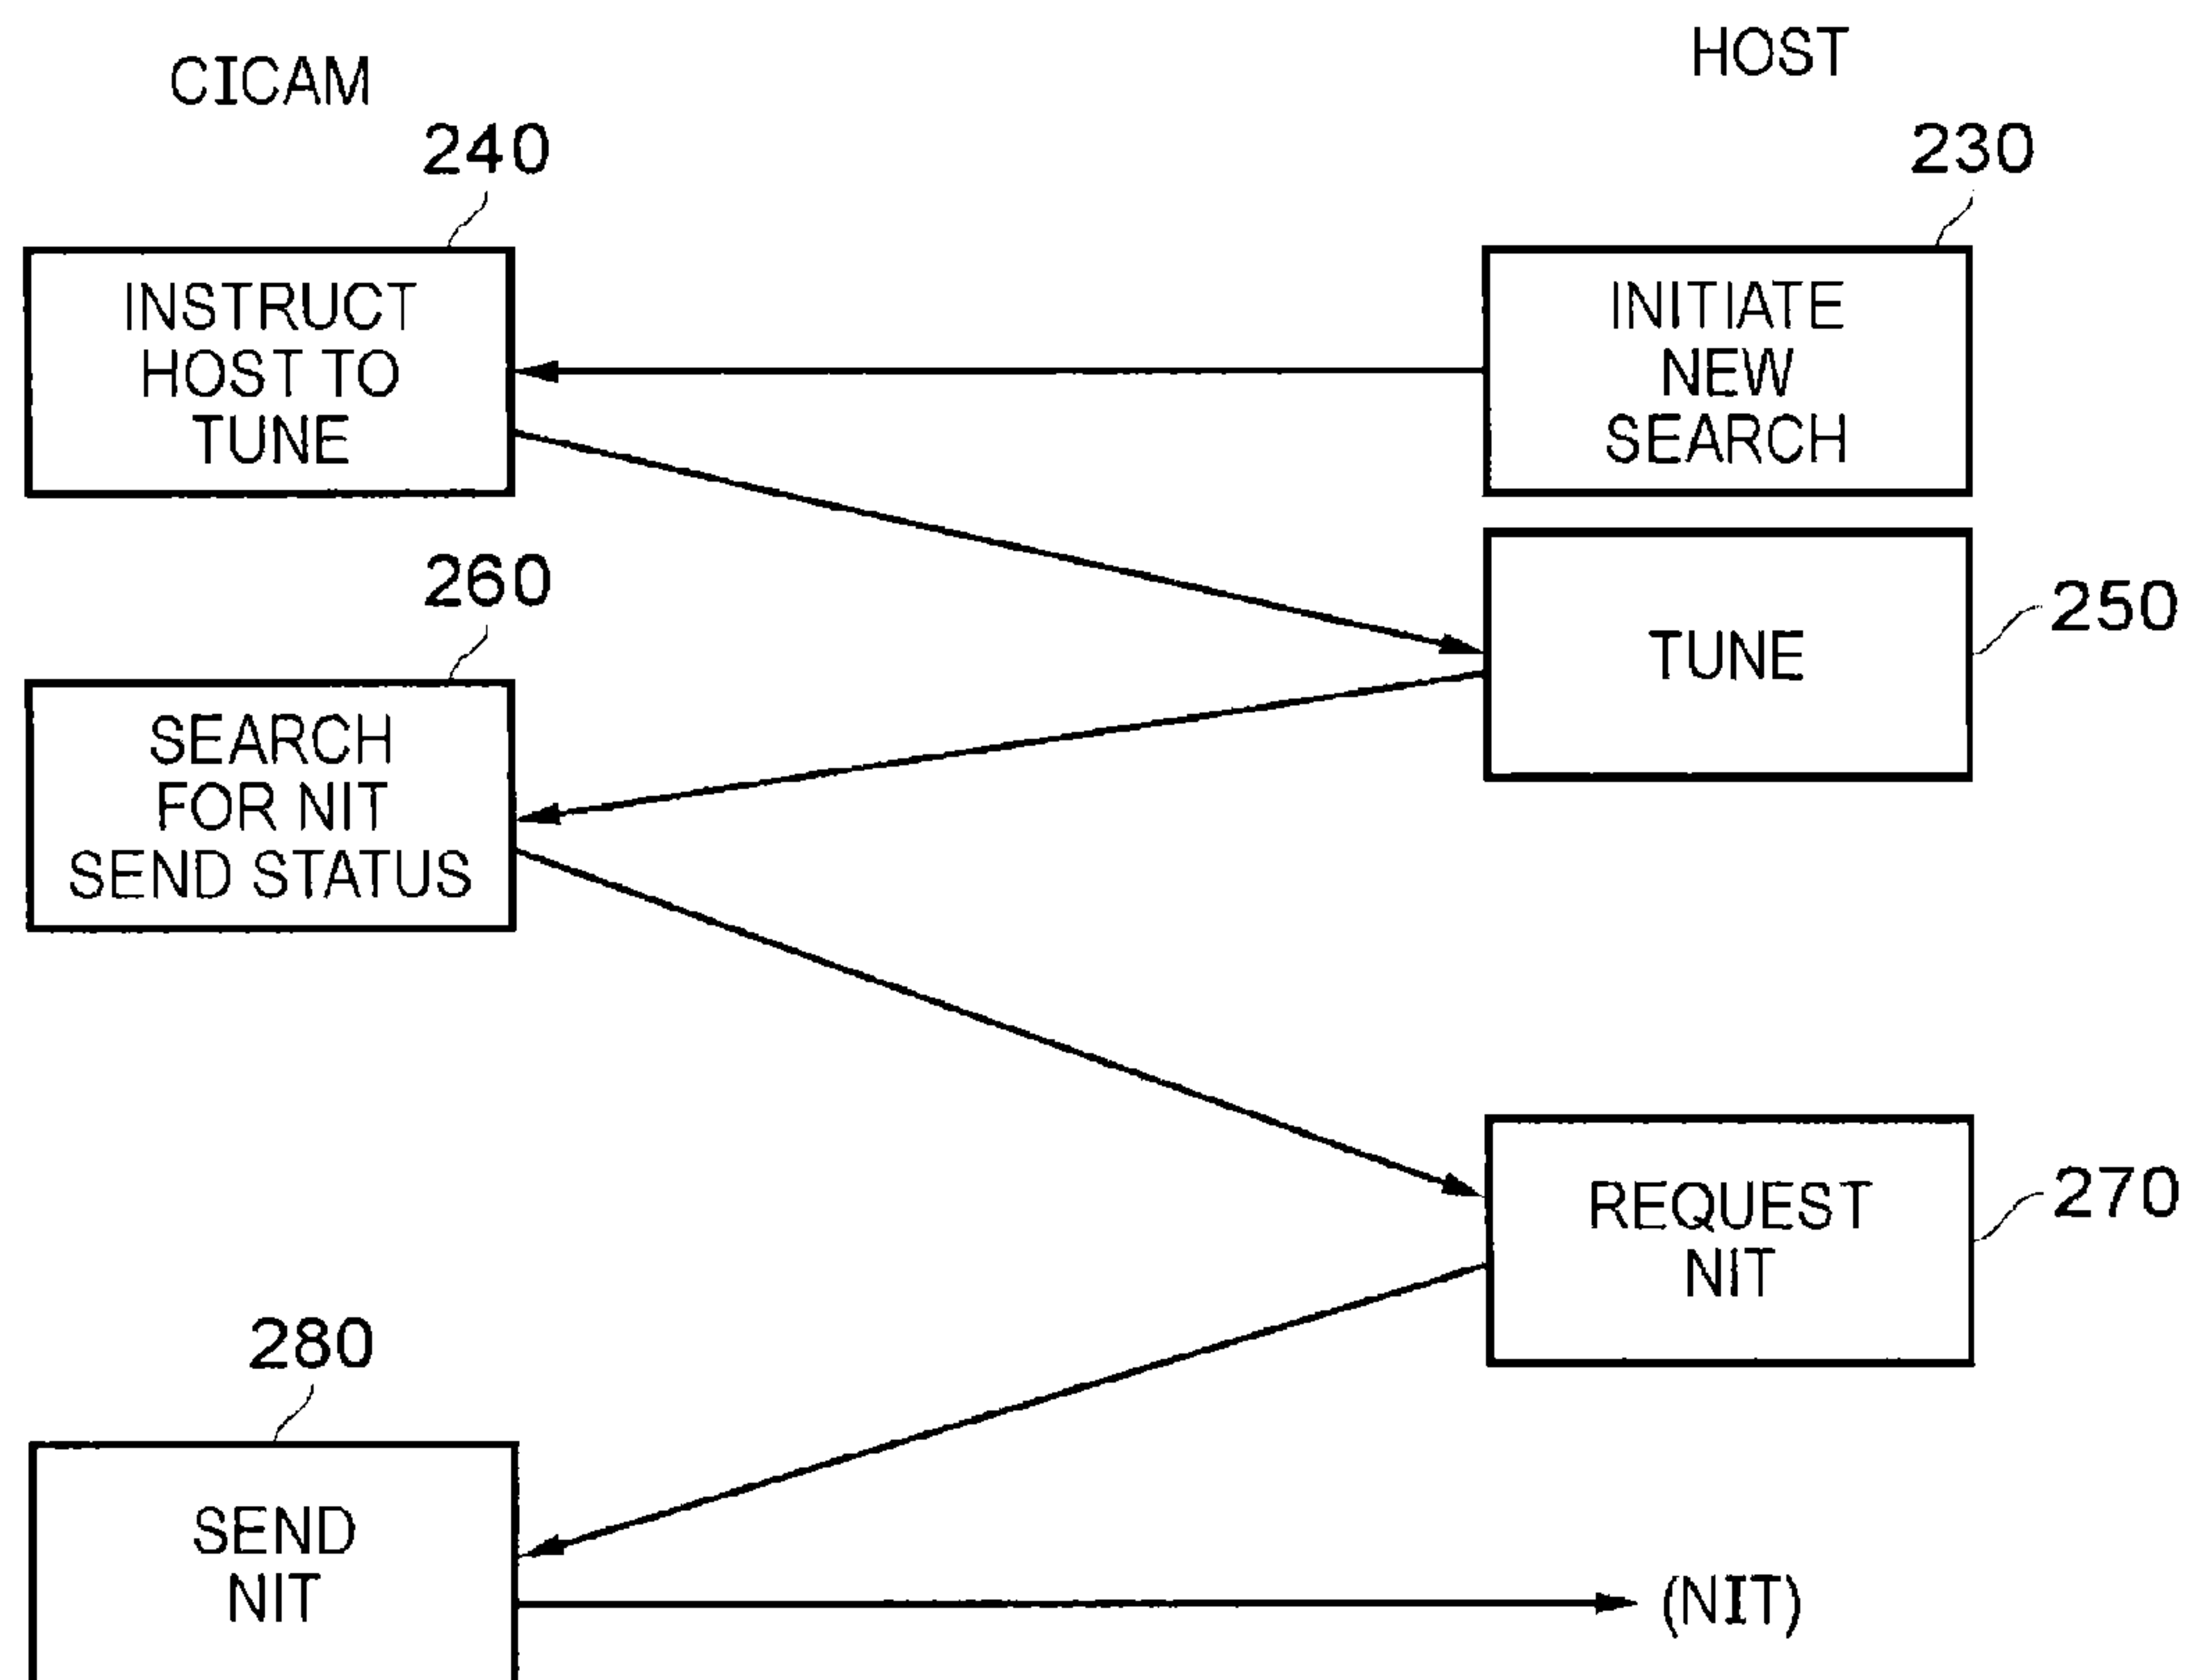 CICAM
HOST
240
230
INSTRUCT
HOST TO
TUNE
INITIATE
NEW
SEARCH
260
250
SEARCH
FOR NIT
SEND STATUS
TUNE
270
REQUEST
NIT
280
SEND
NIT
(NIT)